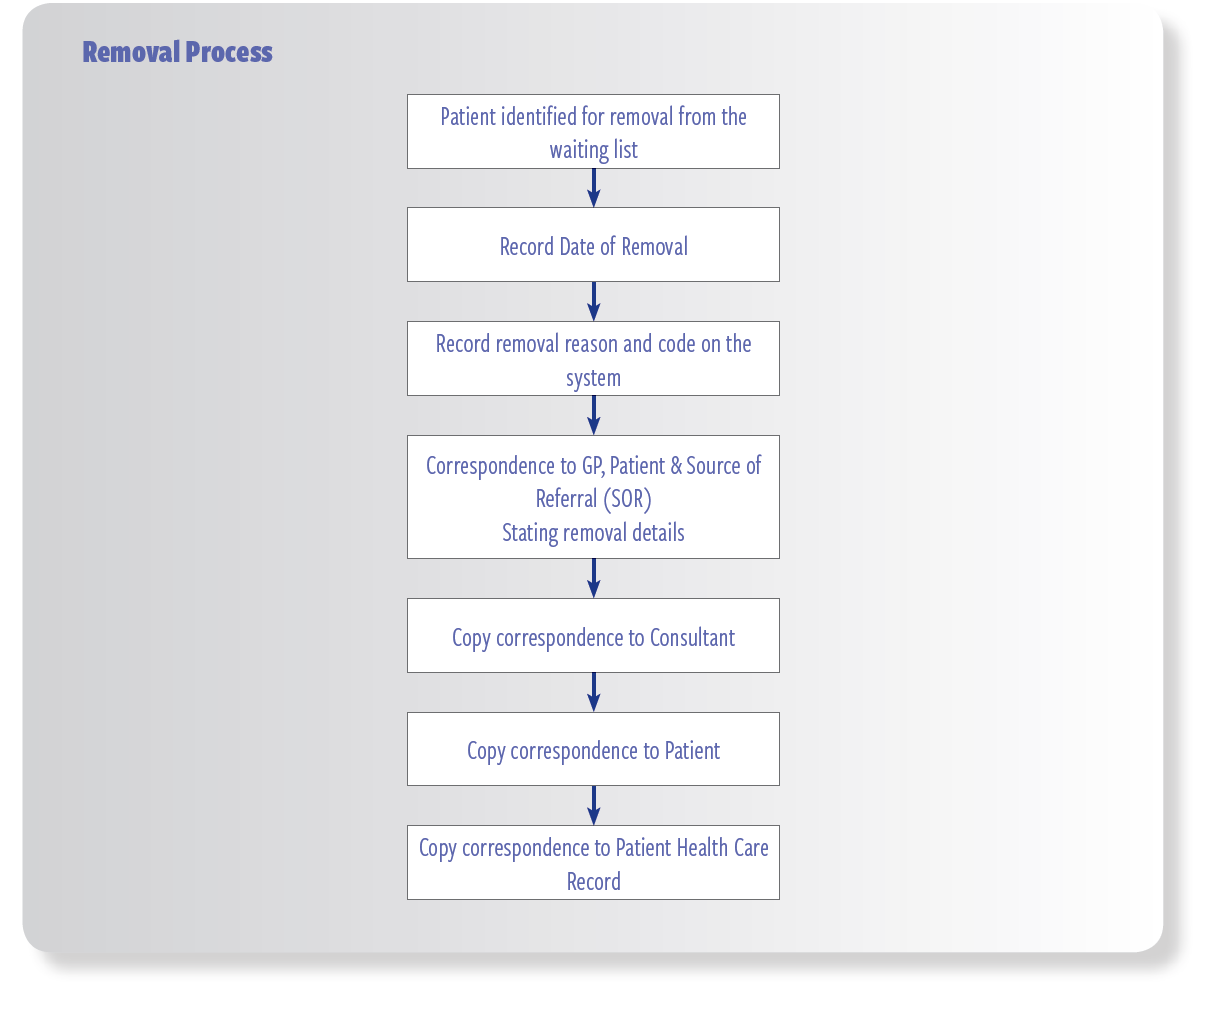 Removal Process
Patient identified for removal from the
waiting list
Record Date of Removal
Record removal reason and code on the
system
Correspondence to GP, Patient & Source of
Referral (SOR)
Stating removal details
Copy correspondence to Consultant
Copy correspondence to Patient
Copy correspondence to Patient Health Care
Record